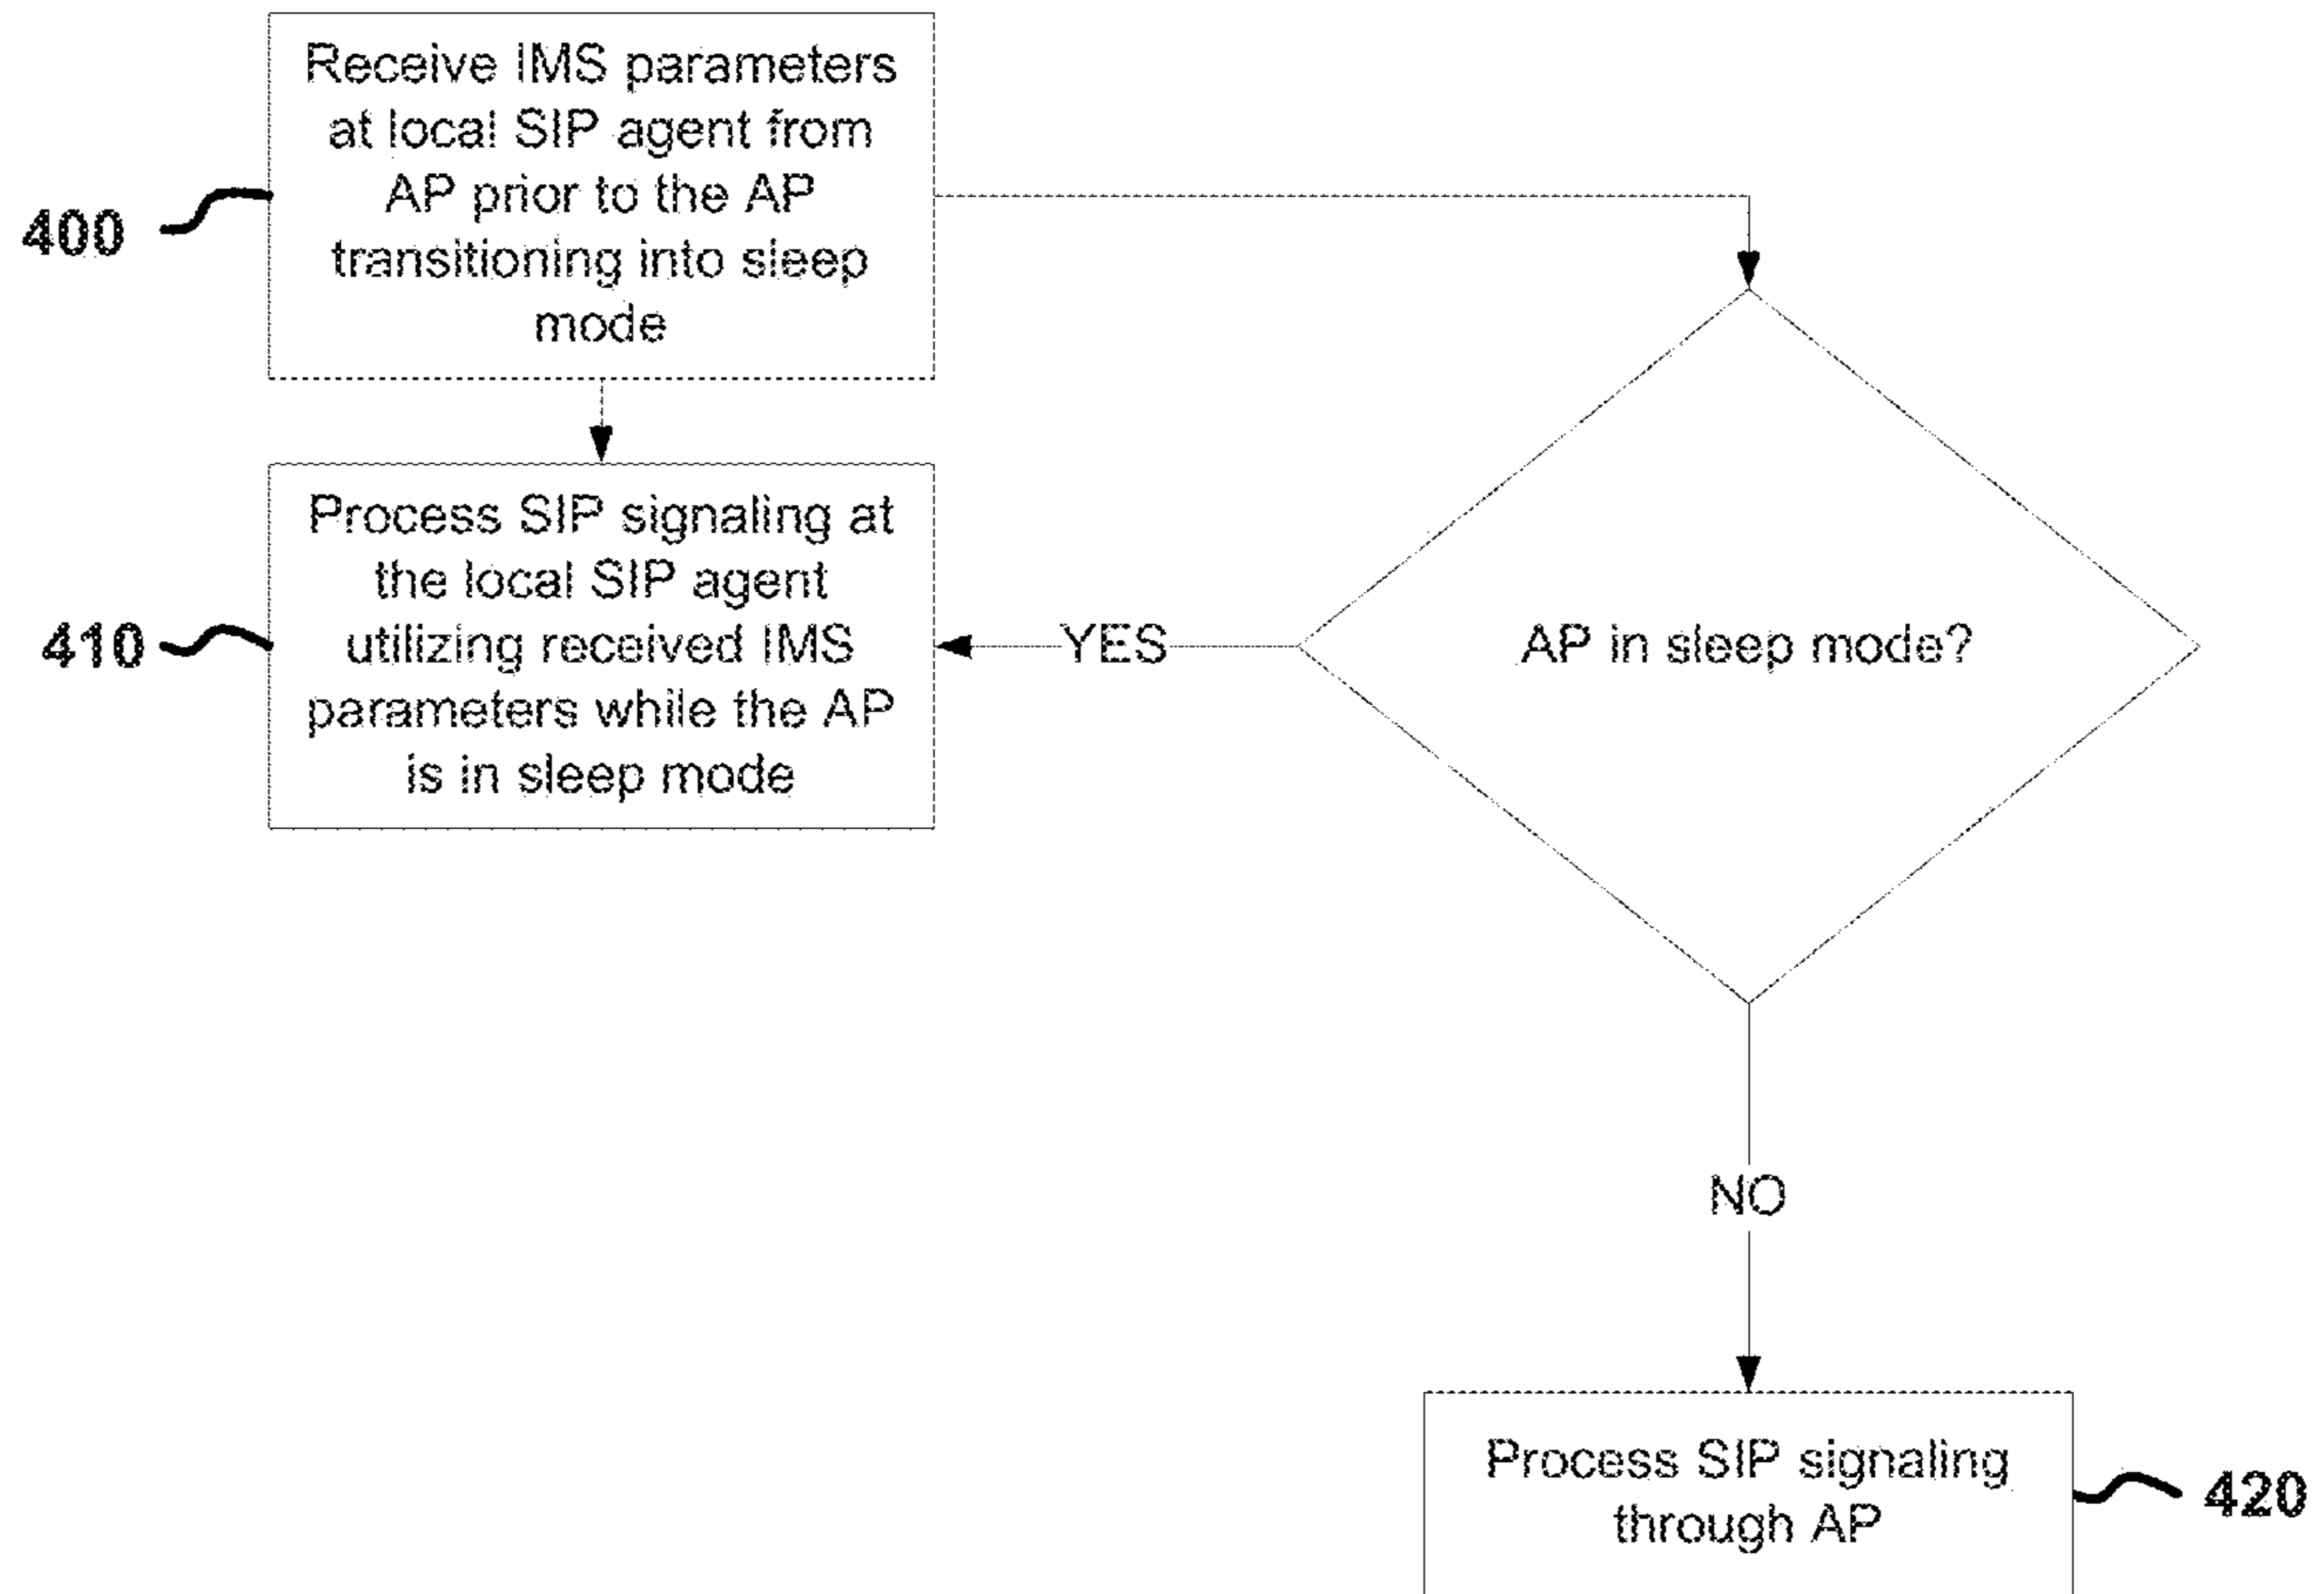 Receive IMS parameters
at local SIP agent from
AP prior to the AP
transitioning into sleep
mode
400
Process SIP signaling at
the local SIP agent
utilizing received IMS
parameters while the AP
is in sleep mode
410
YES
AP in sleep mode?
NO
Process SIP signaling
through AP
420